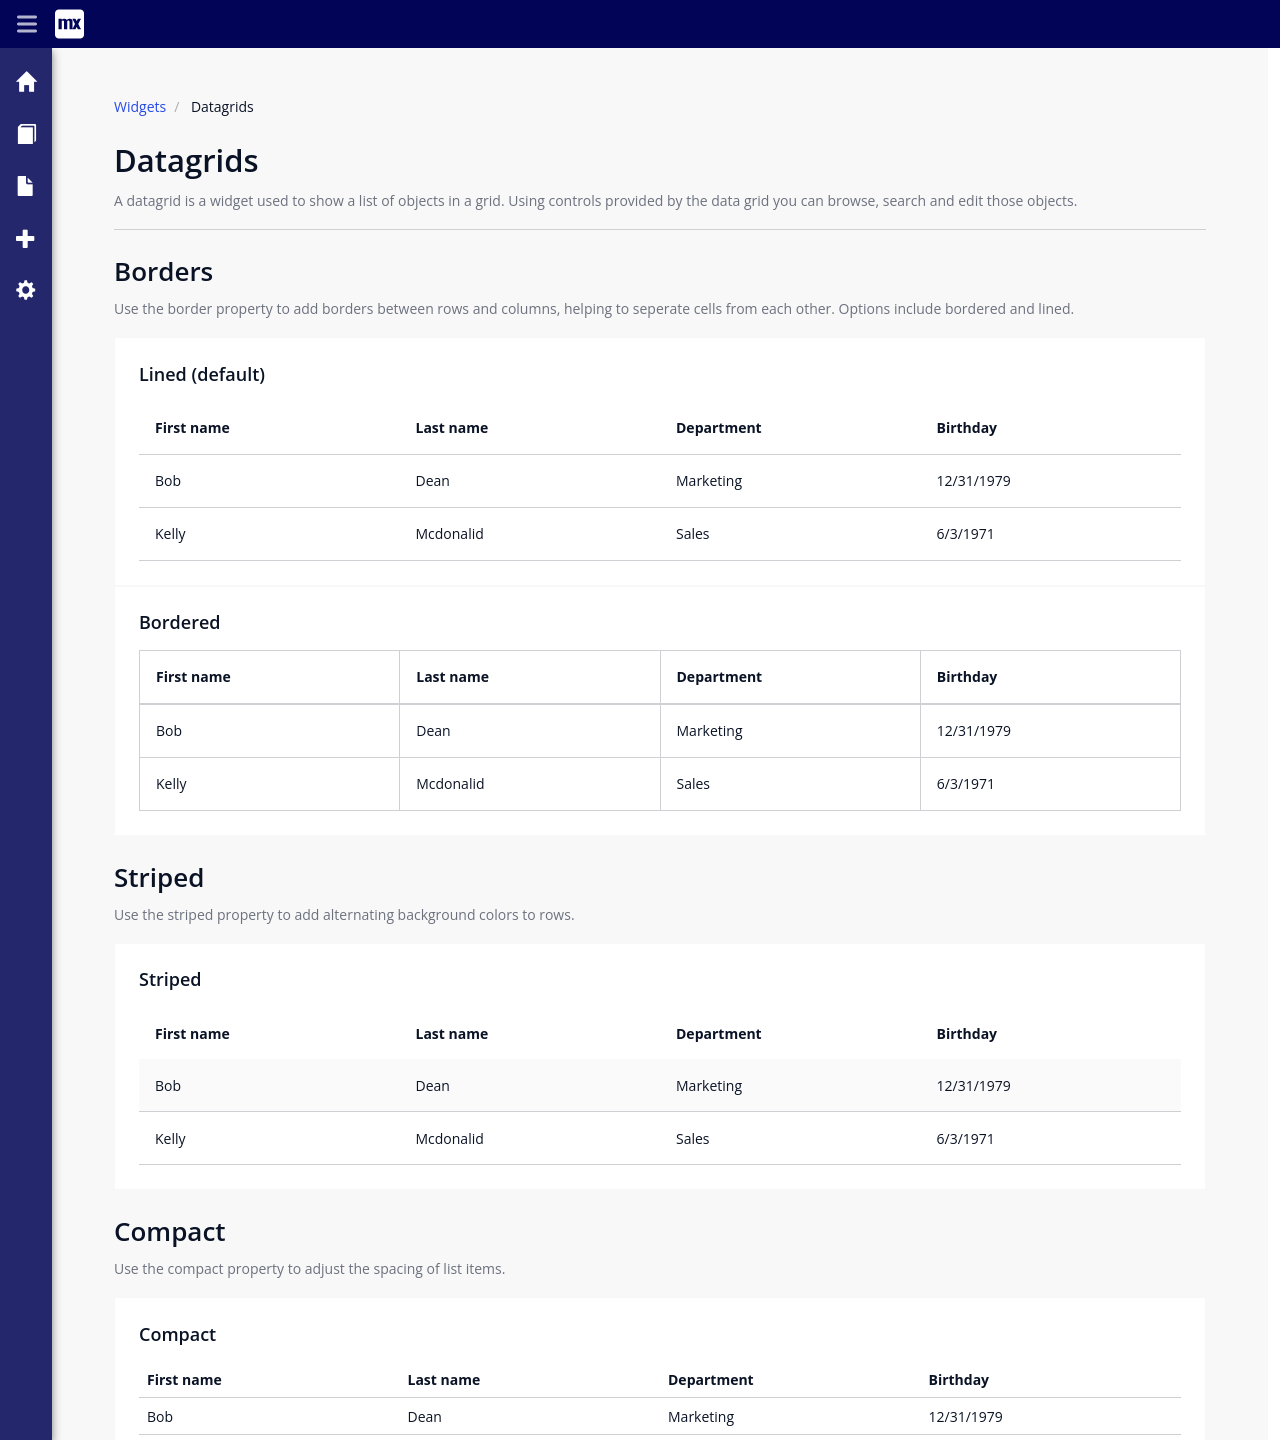 mx
Widgets / Datagrids
Datagrids
A datagrid is a widget used to show a list of objects in a grid. Using controls provided by the data grid you can browse, search and edit those objects.
Borders
Use the border property to add borders between rows and columns, helping to seperate cells from each other. Options include bordered and lined.
Lined (default)
First name Last name Department Birthday
Bob Dean Marketing 12/31/1979
Kelly Mcdonalid Sales 6/3/1971
Bordered
First name Last name Department Birthday
Bob Dean Marketing 12/31/1979
Kelly Mcdonalid Sales 6/3/1971
Striped
Use the striped property to add alternating background colors to rows.
Striped
First name Last name Department Birthday
Bob Dean Marketing 12/31/1979
Kelly Mcdonalid Sales 6/3/1971
Compact
Use the compact property to adjust the spacing of list items.
Compact
First name Last name Department Birthday
Bob Dean Marketing 12/31/1979